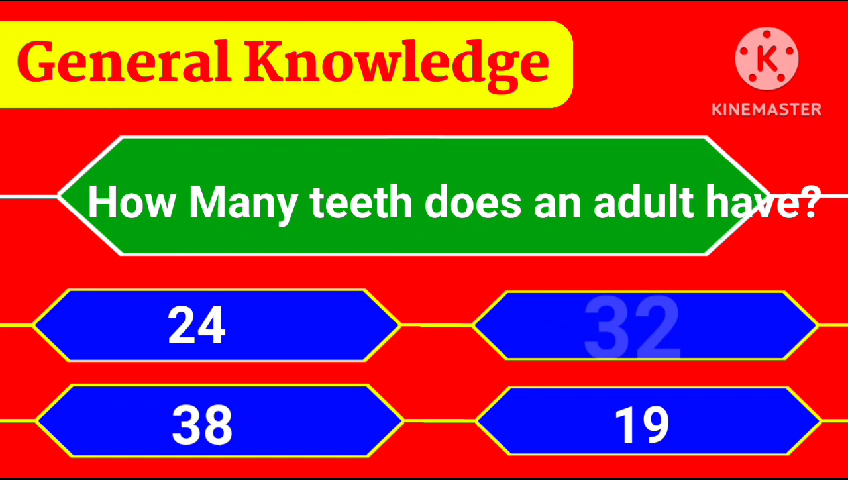 General Knowledge
K
KINEMASTER
How Many teeth does an adult have?
24
32
38
19